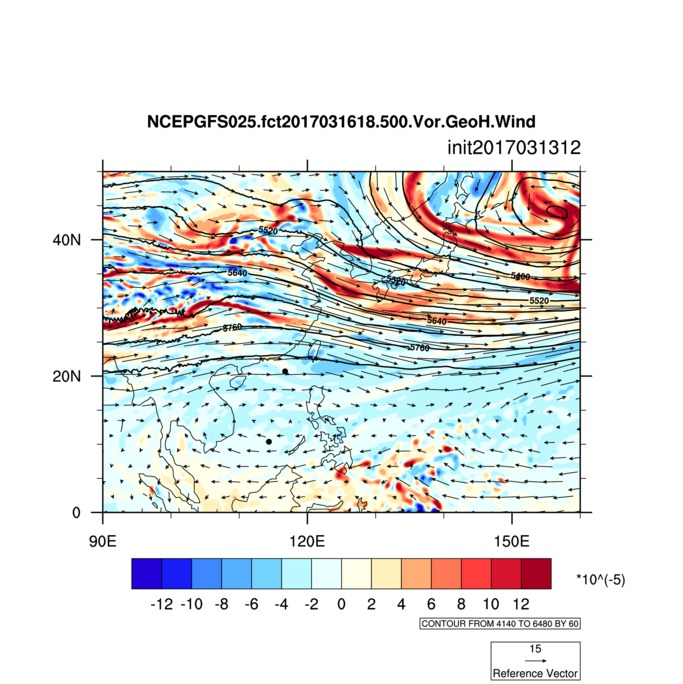 NCEPGFS025.fct2017031618.500.Vor.GeoH.Wind
init2017031312
40N
20N
0
5520
5640
5760
5520
5400
5520
5640
5760
90E
120E
150E
-12 -10 -8 -6 -4 -2 0 2 4 6 8 10 12
*10^(-5)
CONTOUR FROM 4140 TO 6480 BY 60
15
Reference Vector